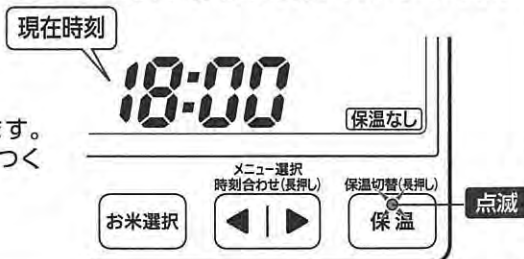 現在時刻
18:00
保温なし
す。
つく
メニュー選択
時刻合わせ(長押し)
保温切替(長押し)
お米選択
保温
点滅